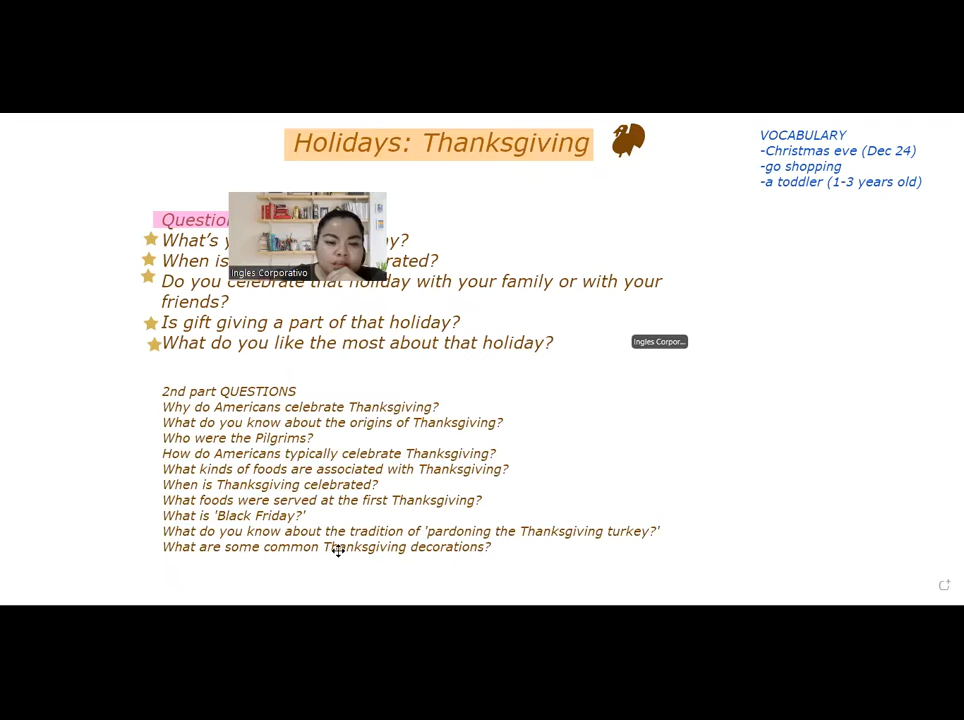 Holidays: Thanksgiving
VOCABULARY
-Christmas eve (Dec 24)
-go shopping
-a toddler (1-3 years old)
What's
?
When is
?
Do you celebrate that holiday with your family or with your
friends?
Is gift giving a part of that holiday?
What do you like the most about that holiday?
Ingles Corporativo
Ingles Corpor...
2nd part QUESTIONS
Why do Americans celebrate Thanksgiving?
What do you know about the origins of Thanksgiving?
Who were the Pilgrims?
How do Americans typically celebrate Thanksgiving?
What kinds of foods are associated with Thanksgiving?
When is Thanksgiving celebrated?
What foods were served at the first Thanksgiving?
What is 'Black Friday?'
What do you know about the tradition of 'pardoning the Thanksgiving turkey?'
What are some common Thanksgiving decorations?